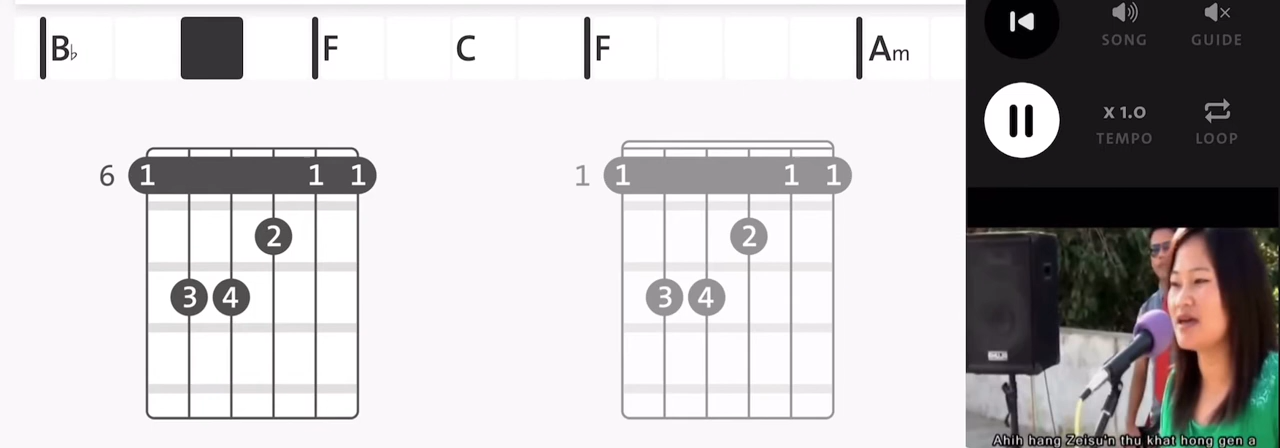 B♭ F C F Am
6 1 1 1
2
3 4
1 1 1 1
2
3 4
SONG GUIDE
x 1.0
TEMPO LOOP
Ahih hang Zeisu'n thu khat hong gen a